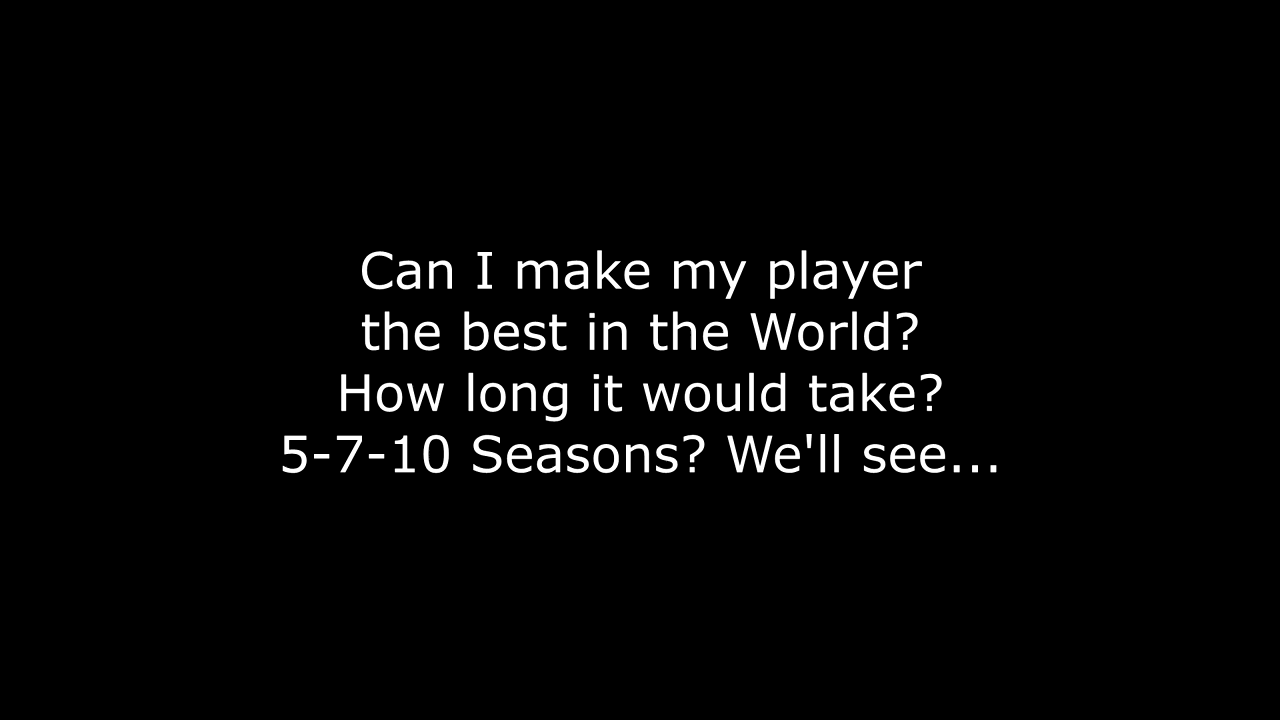 Can I make my player
the best in the World?
How long it would take?
5-7-10 Seasons? We'll see...